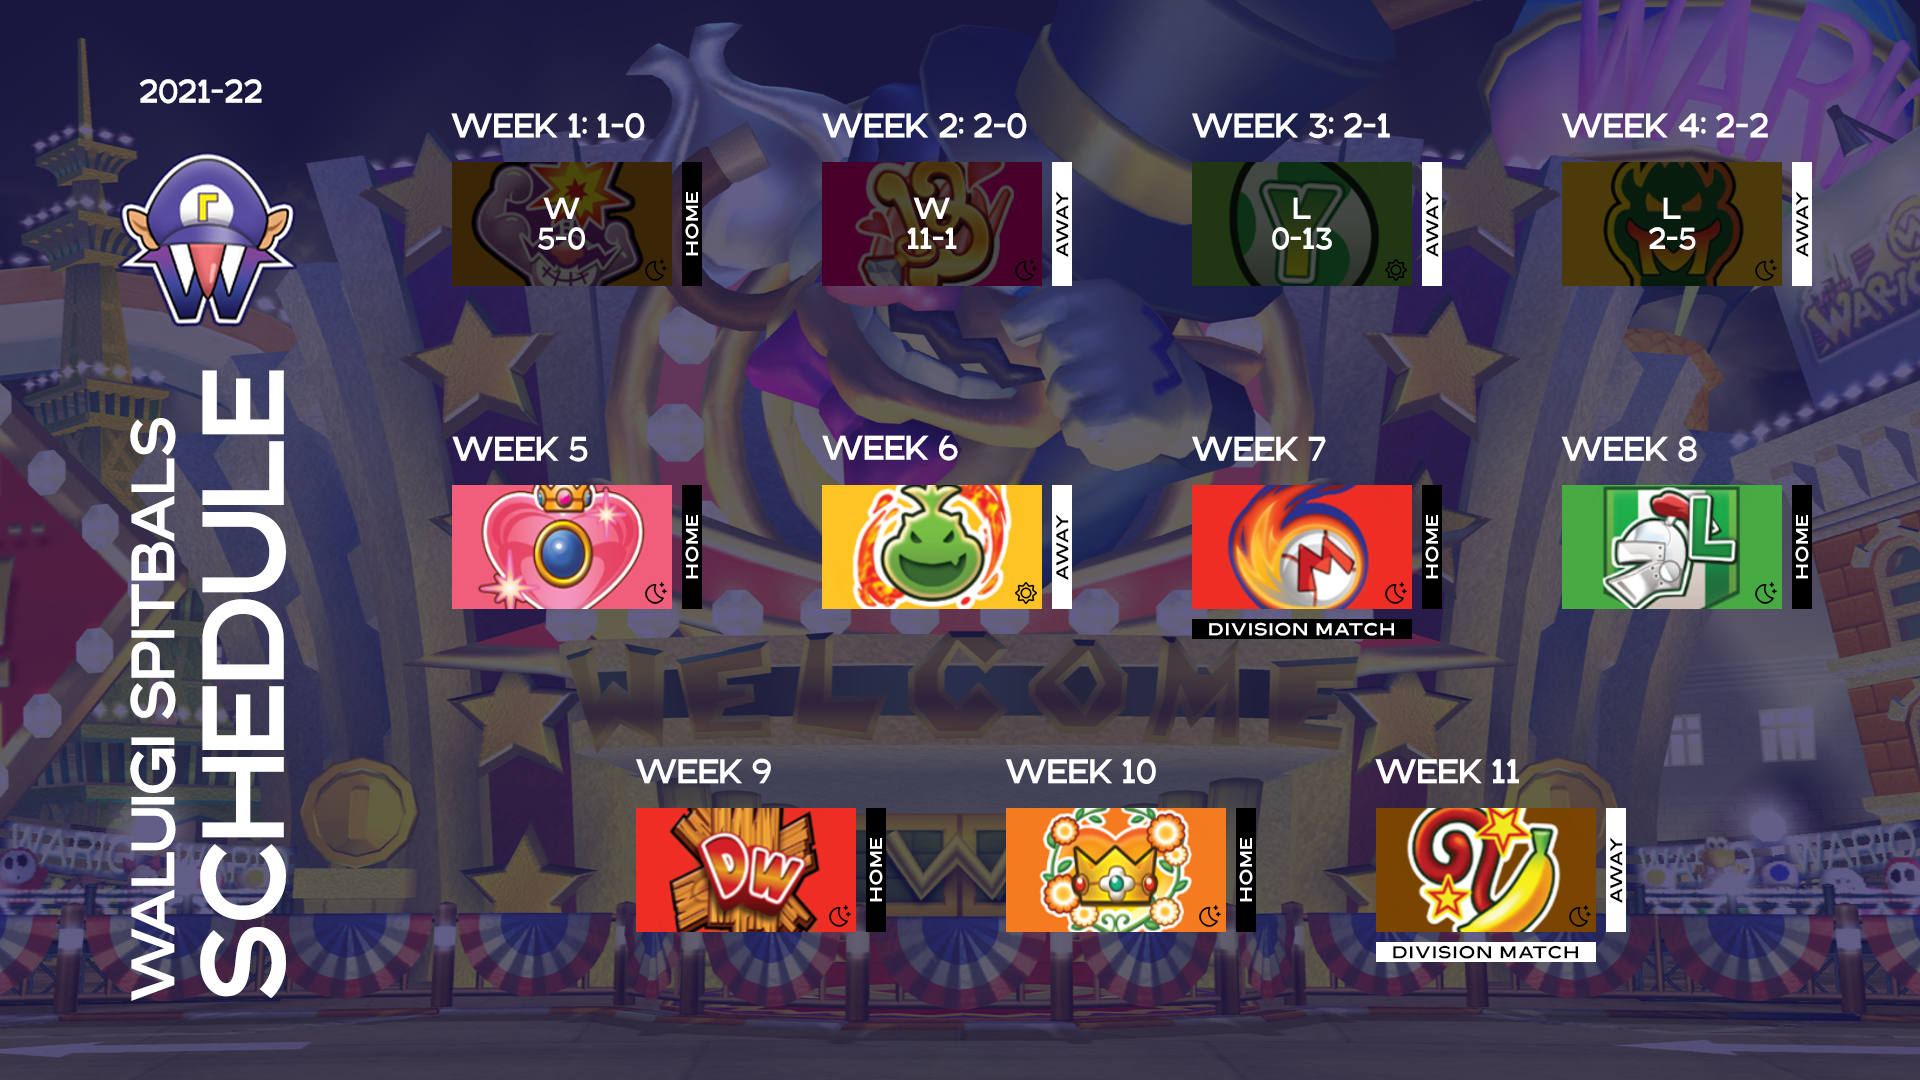 2021-22
WALUIGI SPITBALS
SCHEDULE
WEEK 1: 1-0
W
5-0
HOME
WEEK 2: 2-0
W
11-1
AWAY
WEEK 3: 2-1
Y
L
0-13
AWAY
WEEK 4: 2-2
L
2-5
AWAY
WEEK 5
HOME
WEEK 6
AWAY
WEEK 7
M
HOME
DIVISION MATCH
WEEK 8
L
HOME
WELCOME
WEEK 9
DW
HOME
WEEK 10
HOME
WEEK 11
AWAY
DIVISION MATCH